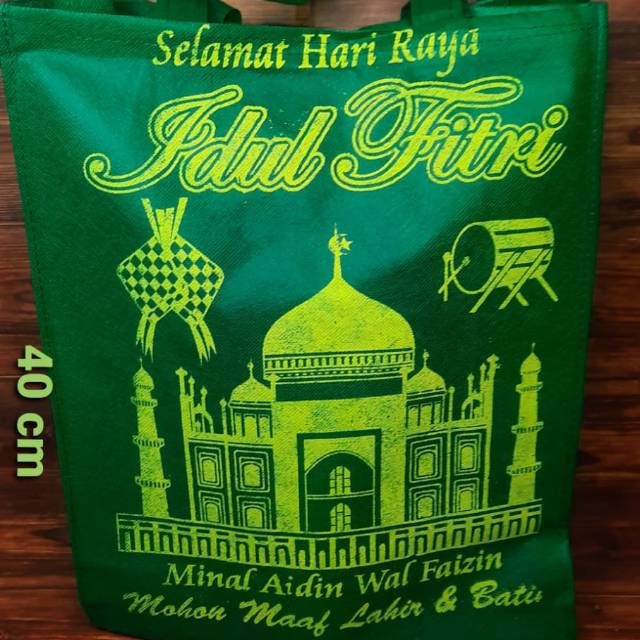 Selamat Hari Raya
Idul Fitri
40 cm
Minal Aidin Wal Faizin
Mohon Maaf Lahir & Batin